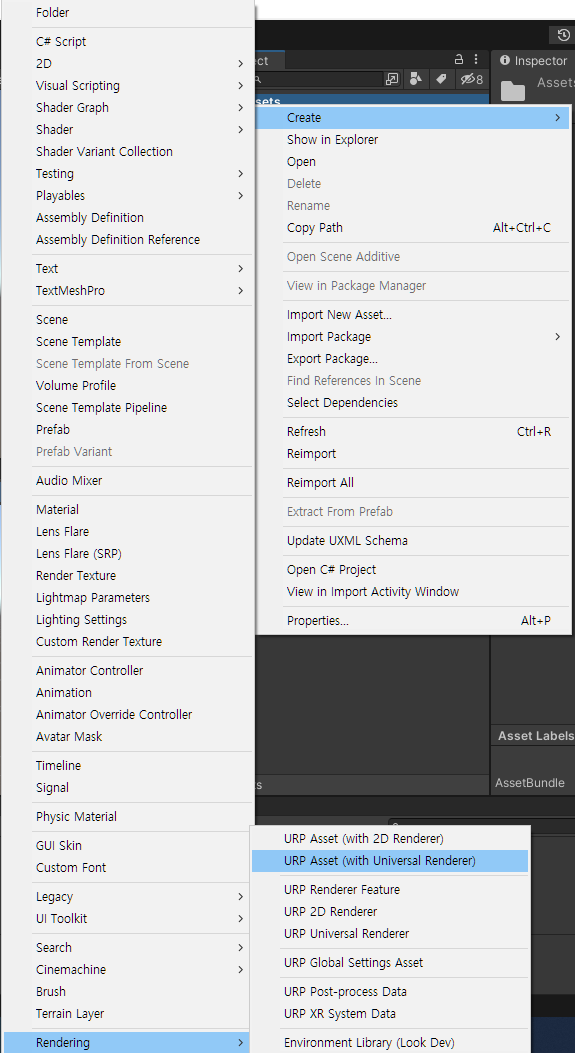 Folder
C# Script
2D
Visual Scripting
Shader Graph
Shader
Shader Variant Collection
Testing
Playables
Assembly Definition
Assembly Definition Reference
Text
TextMeshPro
Scene
Scene Template
Scene Template From Scene
Volume Profile
Scene Template Pipeline
Prefab
Prefab Variant
Audio Mixer
Material
Lens Flare
Lens Flare (SRP)
Render Texture
Lightmap Parameters
Lighting Settings
Custom Render Texture
Animator Controller
Animation
Animator Override Controller
Avatar Mask
Timeline
Signal
Physic Material
GUI Skin
Custom Font
Legacy
UI Toolkit
Search
Cinemachine
Brush
Terrain Layer
Rendering
ect
8
sets
Create
Show in Explorer
Open
Delete
Rename
Copy Path Alt+Ctrl+C
Open Scene Additive
View in Package Manager
Import New Asset...
Import Package
Export Package...
Find References In Scene
Select Dependencies
Refresh Ctrl+R
Reimport
Reimport All
Extract From Prefab
Update UXML Schema
Open C# Project
View in Import Activity Window
Properties... Alt+P
ts
URP Asset (with 2D Renderer)
URP Asset (with Universal Renderer)
URP Renderer Feature
URP 2D Renderer
URP Universal Renderer
URP Global Settings Asset
URP Post-process Data
URP XR System Data
Environment Library (Look Dev)
Inspector
Assets
Asset Labels
AssetBundle